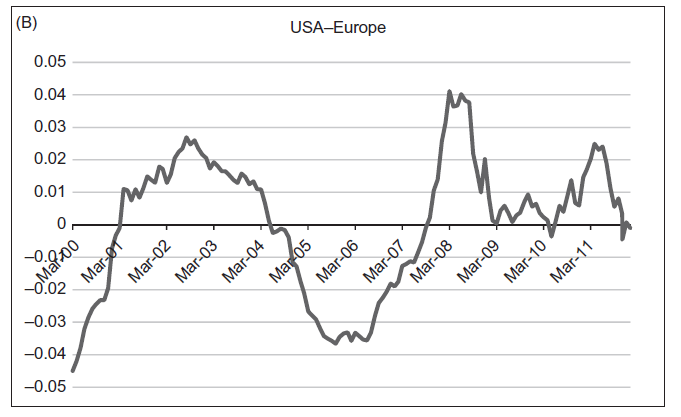 (B)
USA–Europe
0.05
0.04
0.03
0.02
0.01
0
–0.01
–0.02
–0.03
–0.04
–0.05
Mar-00
Mar-01
Mar-02
Mar-03
Mar-04
Mar-05
Mar-06
Mar-07
Mar-08
Mar-09
Mar-10
Mar-11